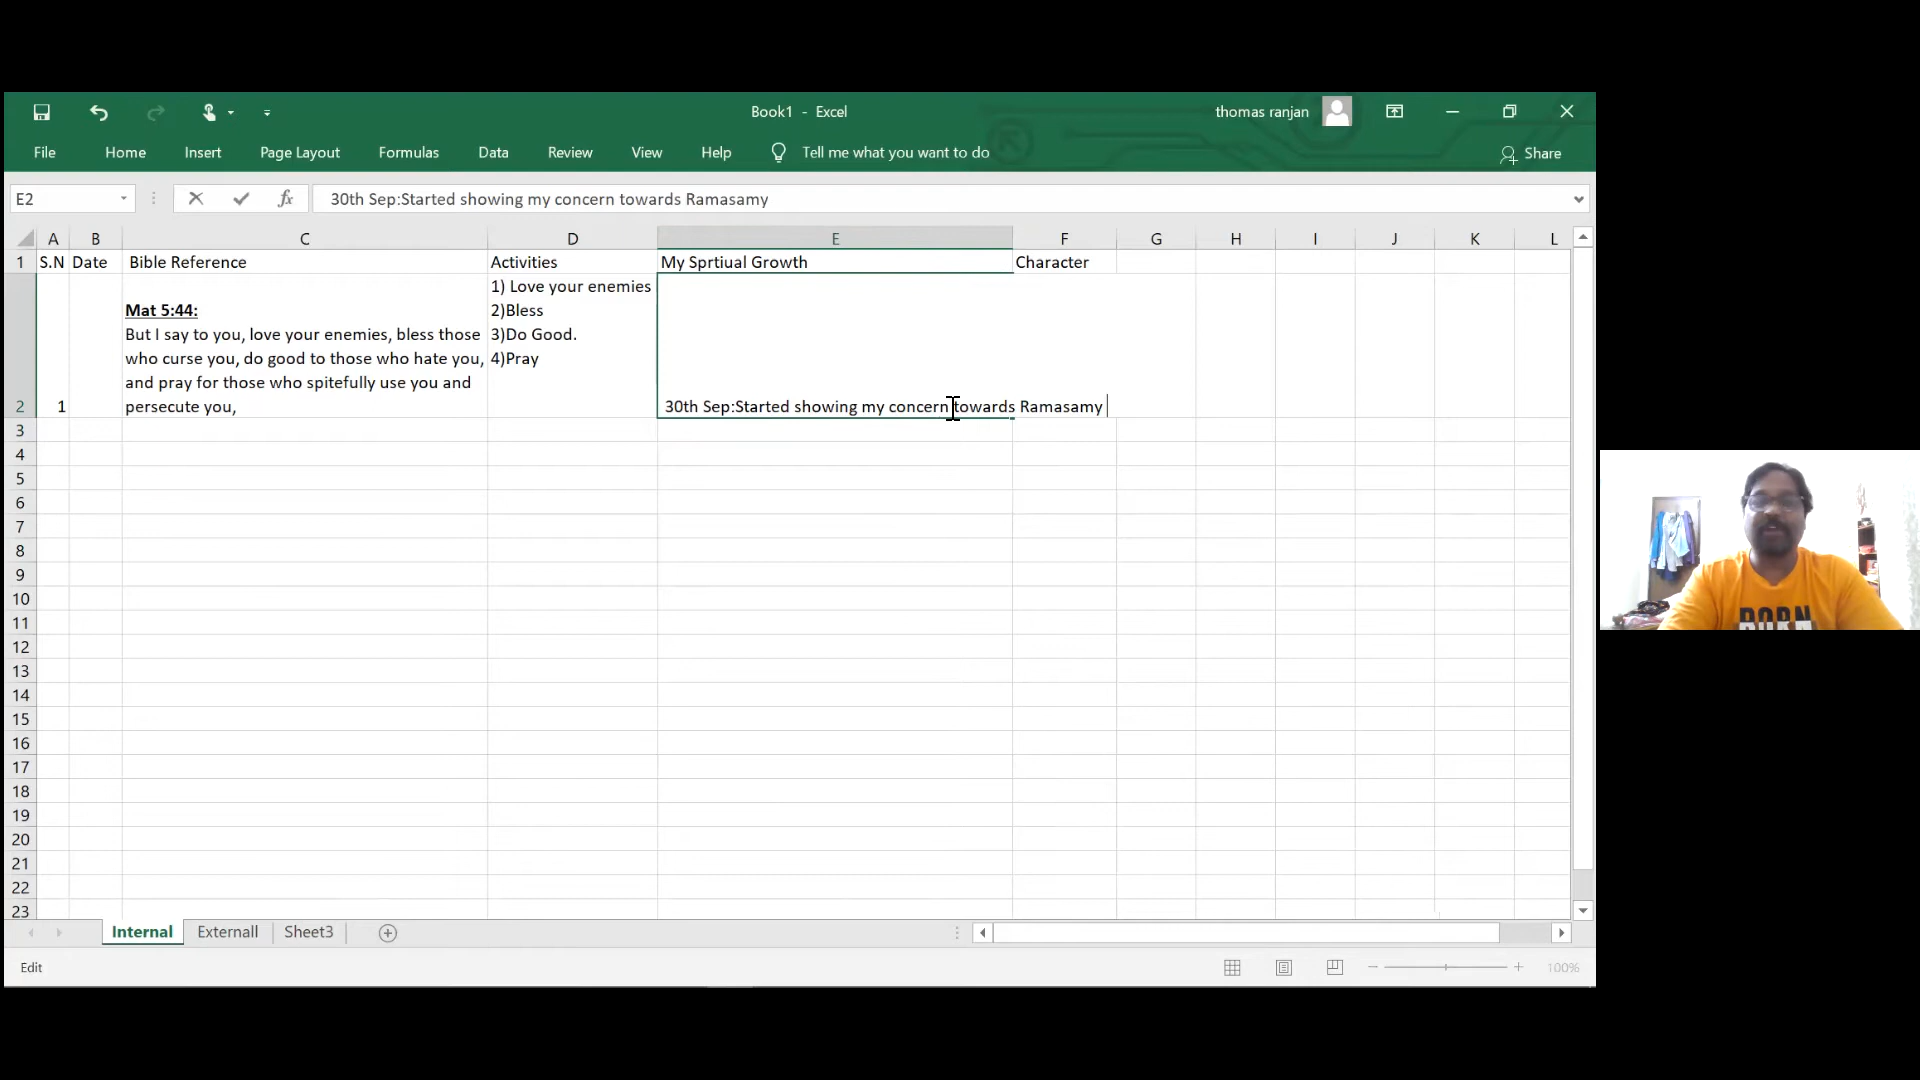 Book1 - Excel
thomas ranjan
File Home Insert Page Layout Formulas Data Review View Help Tell me what you want to do Share
E2 fx 30th Sep:Started showing my concern towards Ramasamy
A B C D E F G H I J K L
1 S.N Date Bible Reference Activities My Sprtiual Growth Character
1) Love your enemies
Mat 5:44: 2)Bless
But I say to you, love your enemies, bless those 3)Do Good.
who curse you, do good to those who hate you, 4)Pray
and pray for those who spitefully use you and
2 1 persecute you, 30th Sep:Started showing my concern towards Ramasamy
3
4
5
6
7
8
9
10
11
12
13
14
15
16
17
18
19
20
21
22
23
Internal Externall Sheet3
Edit 100%
BORN